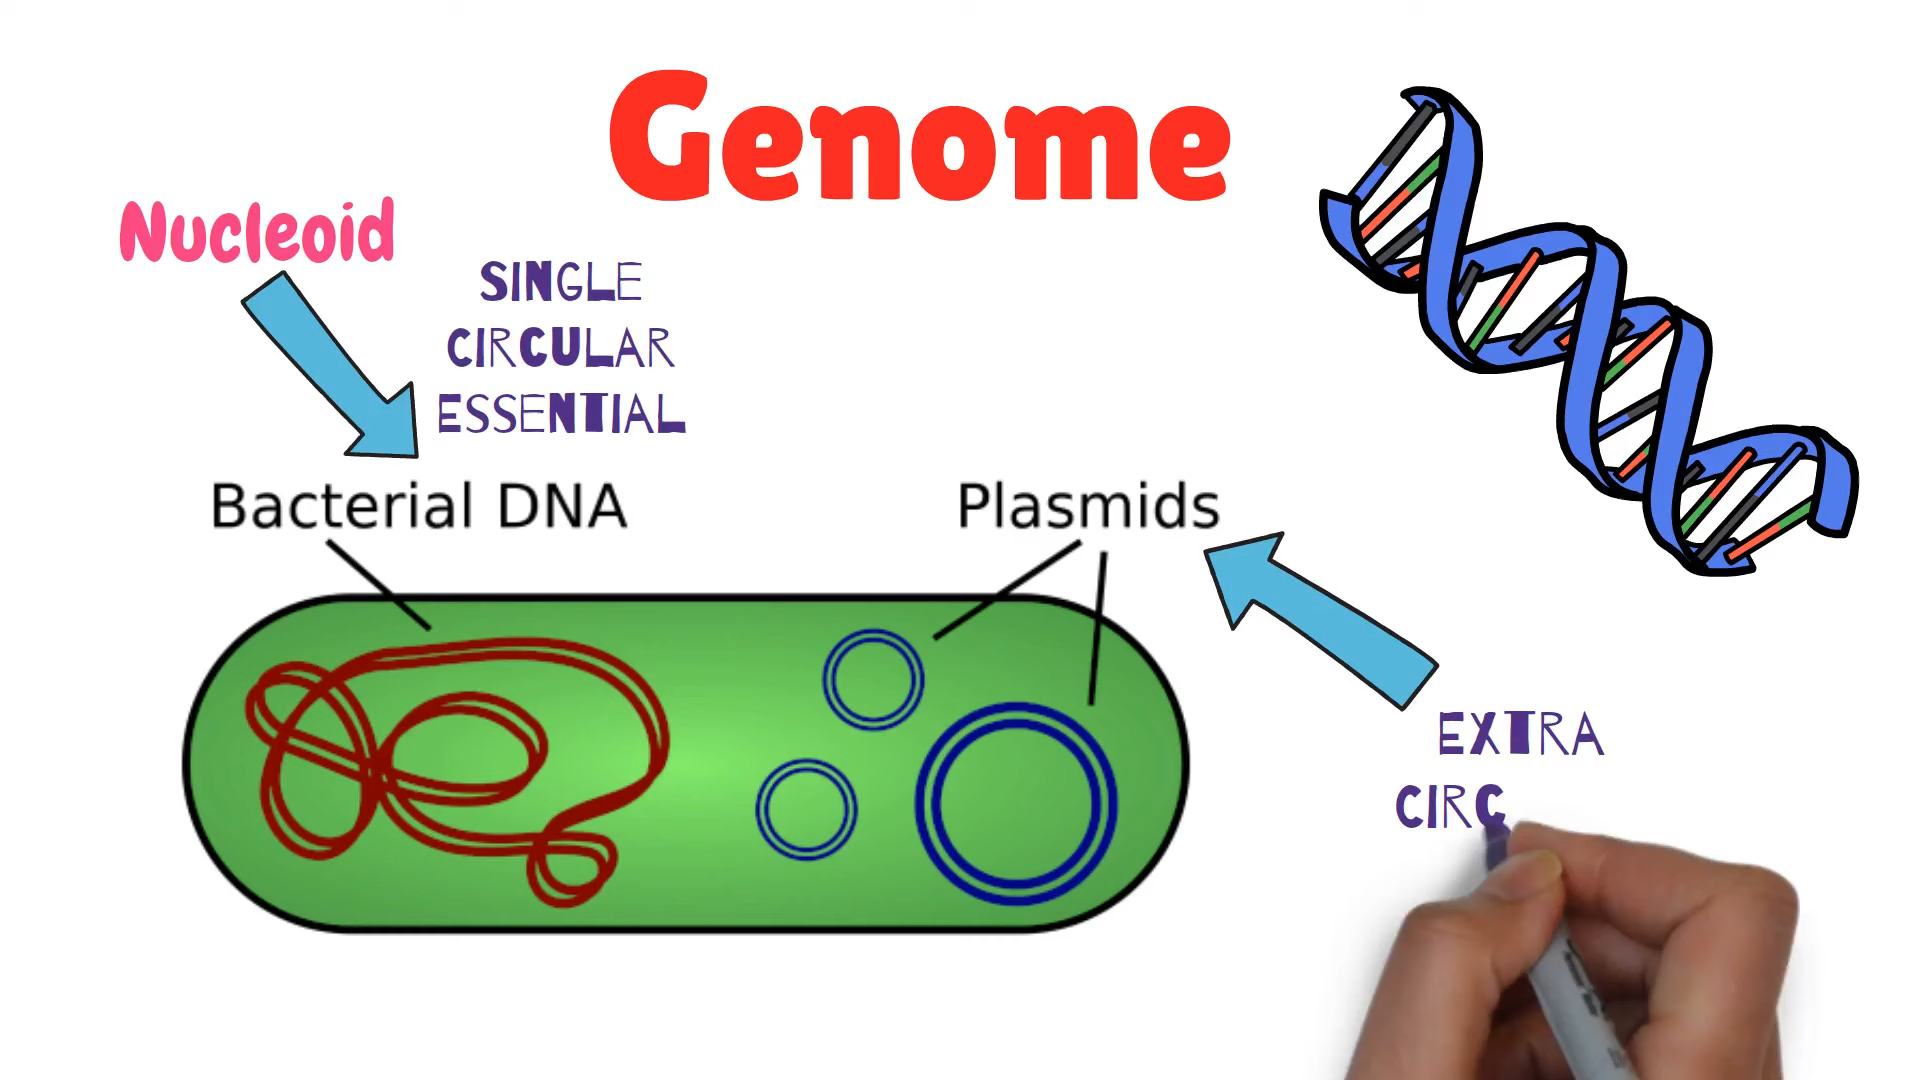 Genome
Nucleoid
SINGLE
CIRCULAR
ESSENTIAL
Bacterial DNA
Plasmids
EXTRA
CIRC